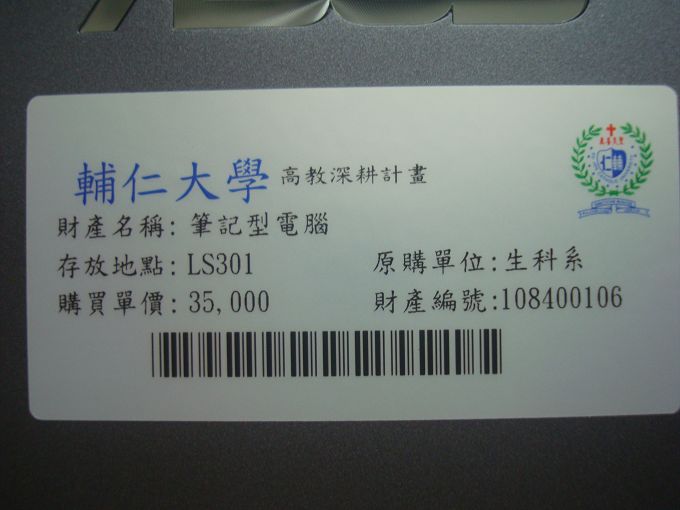 輔仁大學 高教深耕計畫
財產名稱: 筆記型電腦
存放地點: LS301 原購單位: 生科系
購買單價: 35,000 財產編號:108400106